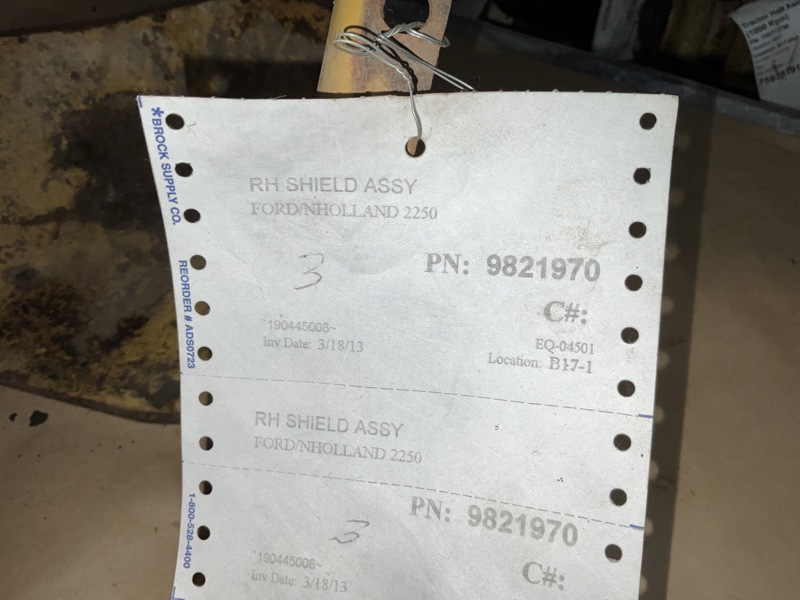 *BROCK SUPPLY CO.
REORDER # ADS0723
1-800-528-4400
RH SHIELD ASSY
FORD/NHOLLAND 2250
3
PN: 9821970
C#:
*190445008~
Inv Date: 3/18/13
EQ-04501
Location: B17-1
RH SHIELD ASSY
FORD/NHOLLAND 2250
PN: 9821970
3
C#:
*190445008~
Inv Date: 3/18/13
(1000 Rpm)